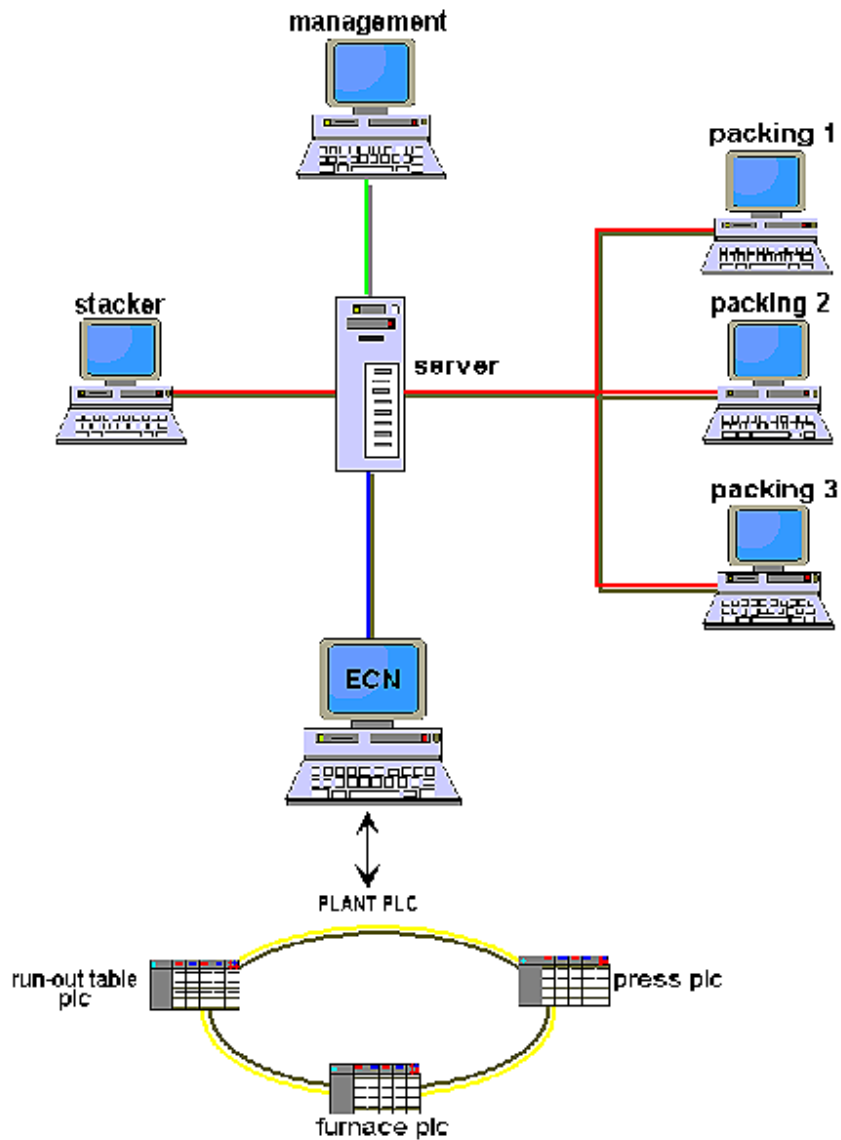 management
packing 1
stacker
packing 2
server
packing 3
ECN
PLANT PLC
run-out table
plc
press plc
furnace plc